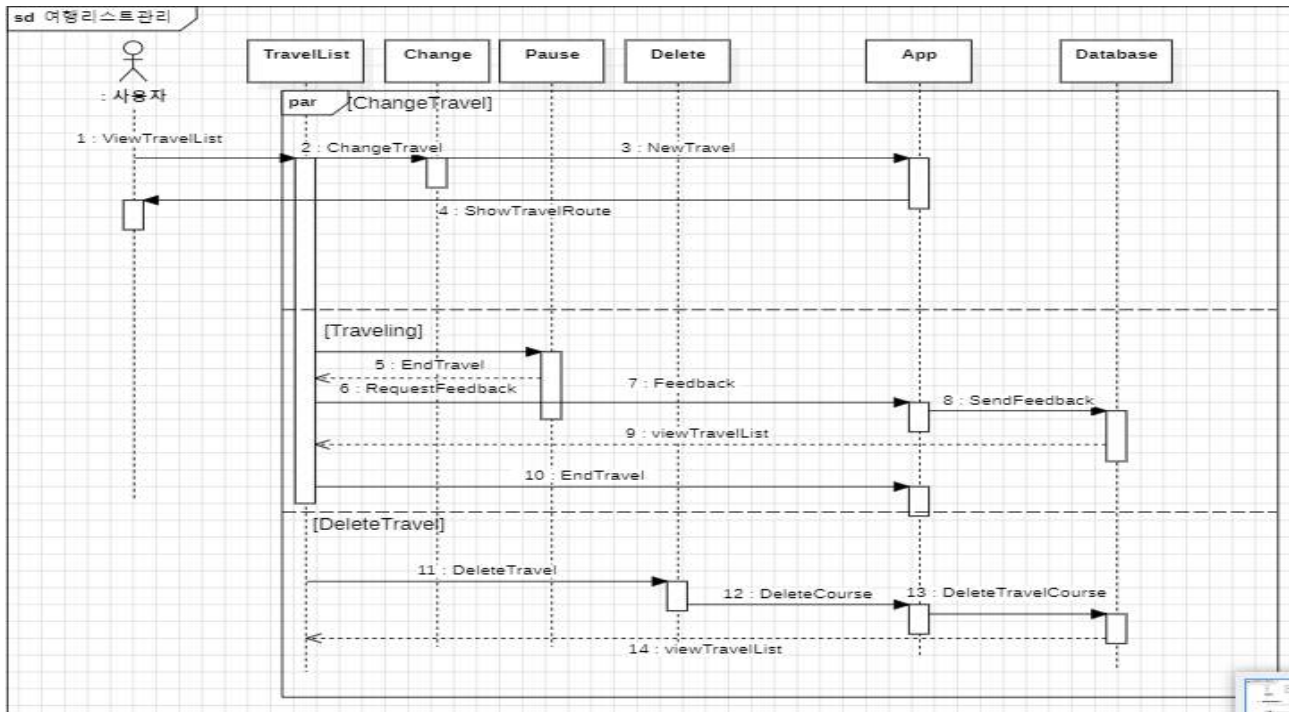 sd 여행리스트관리
TravelList
Change
Pause
Delete
App
Database
: 사용자
par
[ChangeTravel]
1 : ViewTravelList
2 : ChangeTravel
3 : NewTravel
4 : ShowTravelRoute
[Traveling]
5 : EndTravel
6 : RequestFeedback
7 : Feedback
8 : SendFeedback
9 : viewTravelList
10 : EndTravel
[DeleteTravel]
11 : DeleteTravel
12 : DeleteCourse
13 : DeleteTravelCourse
14 : viewTravelList